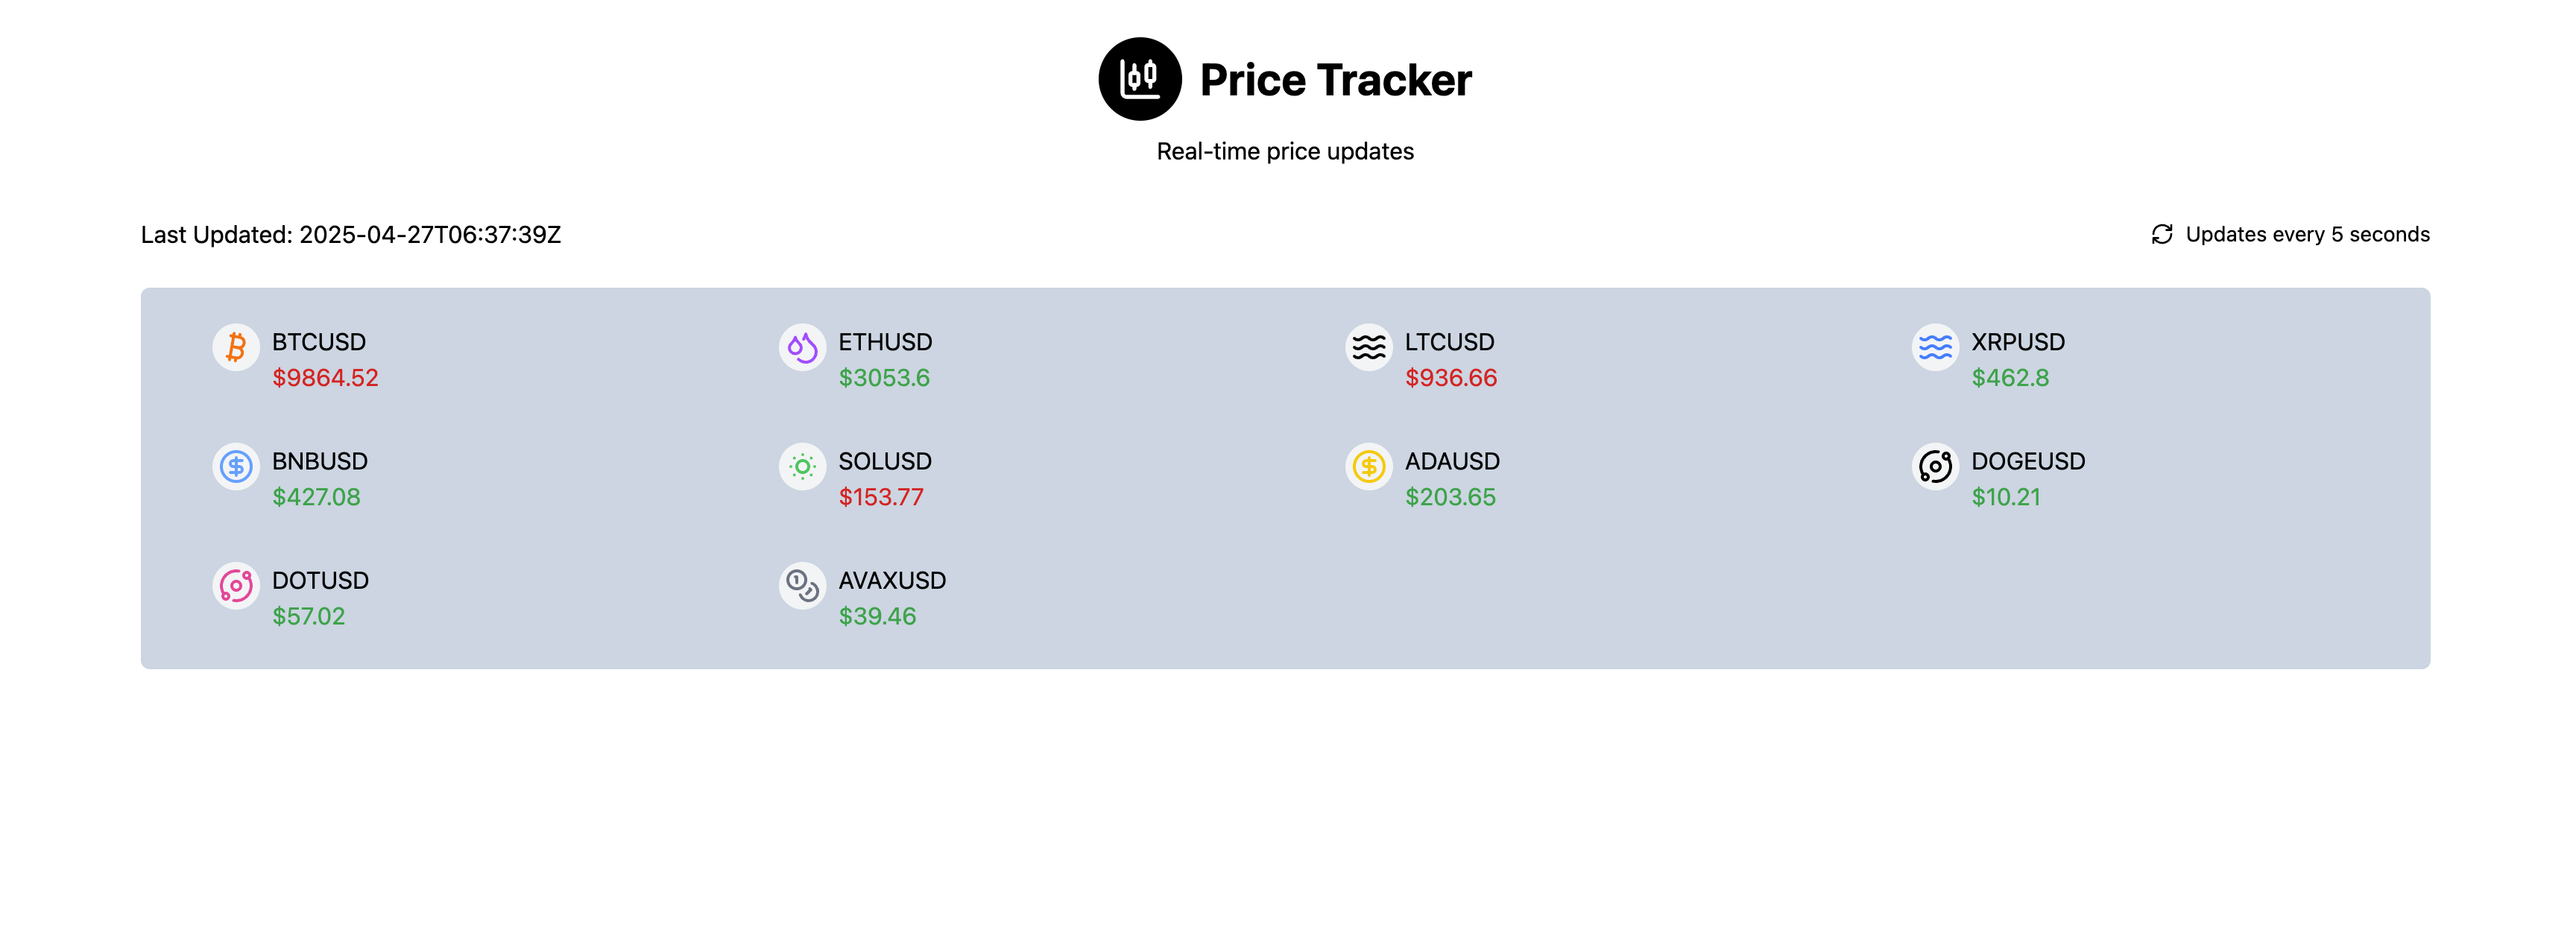 Price Tracker
Real-time price updates
Last Updated: 2025-04-27T06:37:39Z
Updates every 5 seconds
BTCUSD
$9864.52
ETHUSD
$3053.6
LTCUSD
$936.66
XRPUSD
$462.8
BNBUSD
$427.08
SOLUSD
$153.77
ADAUSD
$203.65
DOGEUSD
$10.21
DOTUSD
$57.02
AVAXUSD
$39.46